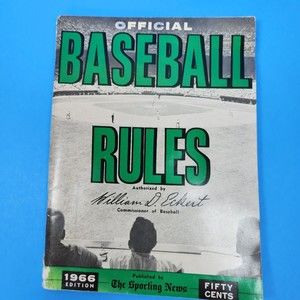 OFFICIAL
BASEBALL
RULES
Authorized by
William D. Eckert
Commissioner of Baseball
1966
EDITION
Published by
The Sporting News
FIFTY
CENTS